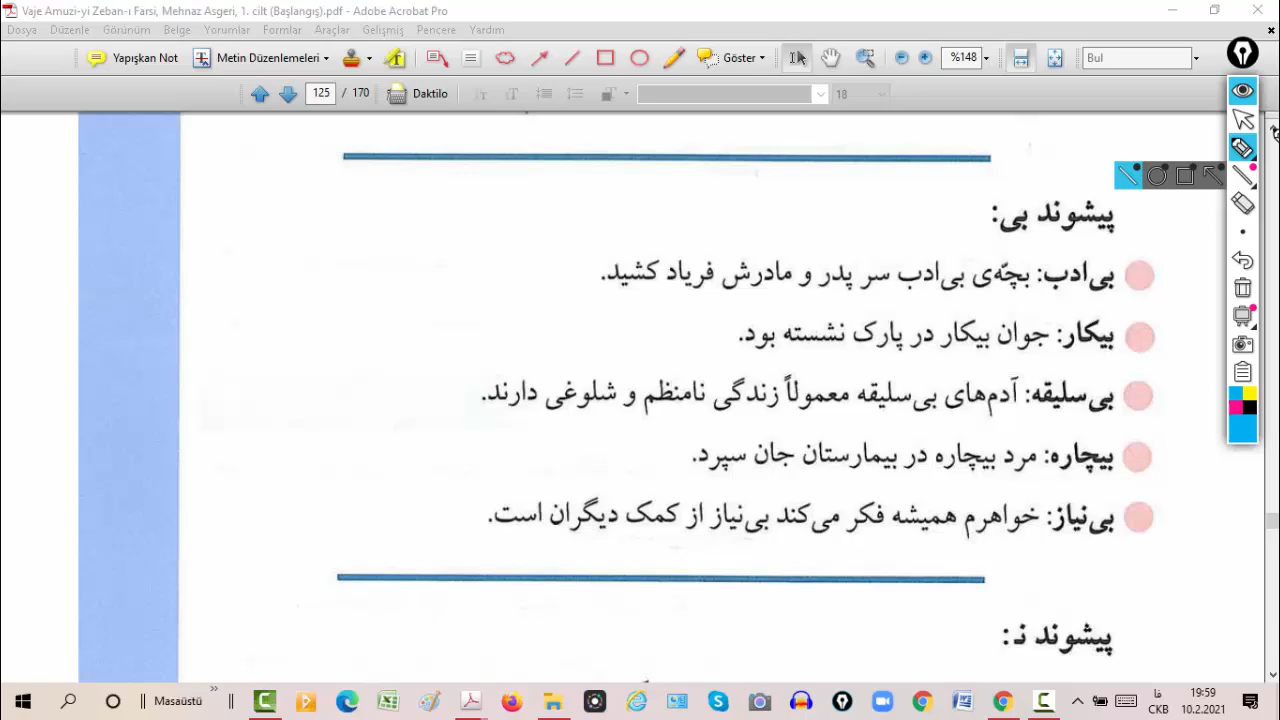 Vaje Amuzi-yi Zeban-ı Farsi, Mehnaz Asgeri, 1. cilt (Başlangış).pdf - Adobe Acrobat Pro
Dosya Düzenle Görünüm Belge Yorumlar Formlar Araçlar Gelişmiş Pencere Yardım
Yapışkan Not Metin Düzenlemeleri Göster %148 Bul
125 / 170 Daktilo 18
پیشوند بی:
بی‌ادب: بچّه‌ی بی‌ادب سر پدر و مادرش فریاد کشید.
بیکار: جوان بیکار در پارک نشسته بود.
بی‌سلیقه: آدم‌های بی‌سلیقه معمولاً زندگی نامنظم و شلوغی دارند.
بیچاره: مرد بیچاره در بیمارستان جان سپرد.
بی‌نیاز: خواهرم همیشه فکر می‌کند بی‌نیاز از کمک دیگران است.
پیشوند نـ:
Masaüstü فا 19:59
CKB 10.2.2021